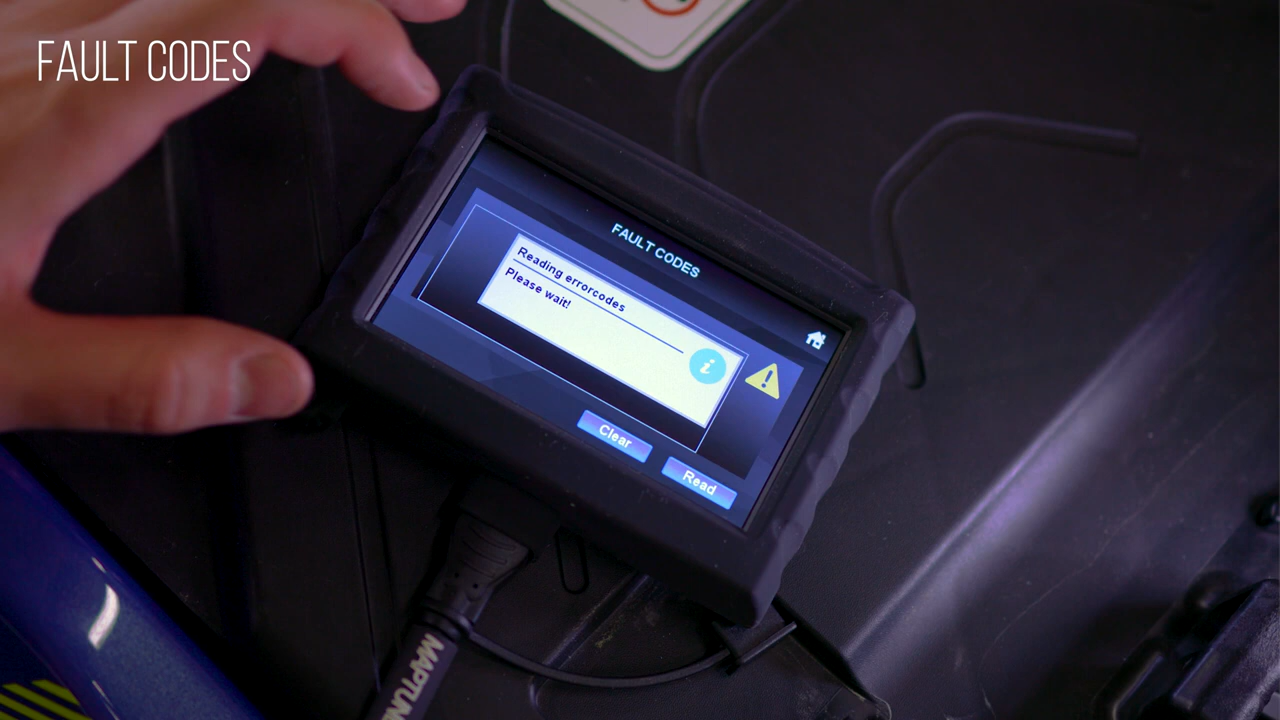 FAULT CODES
FAULT CODES
Reading errorcodes
Please wait!
i
Clear
Read
MAPTUN